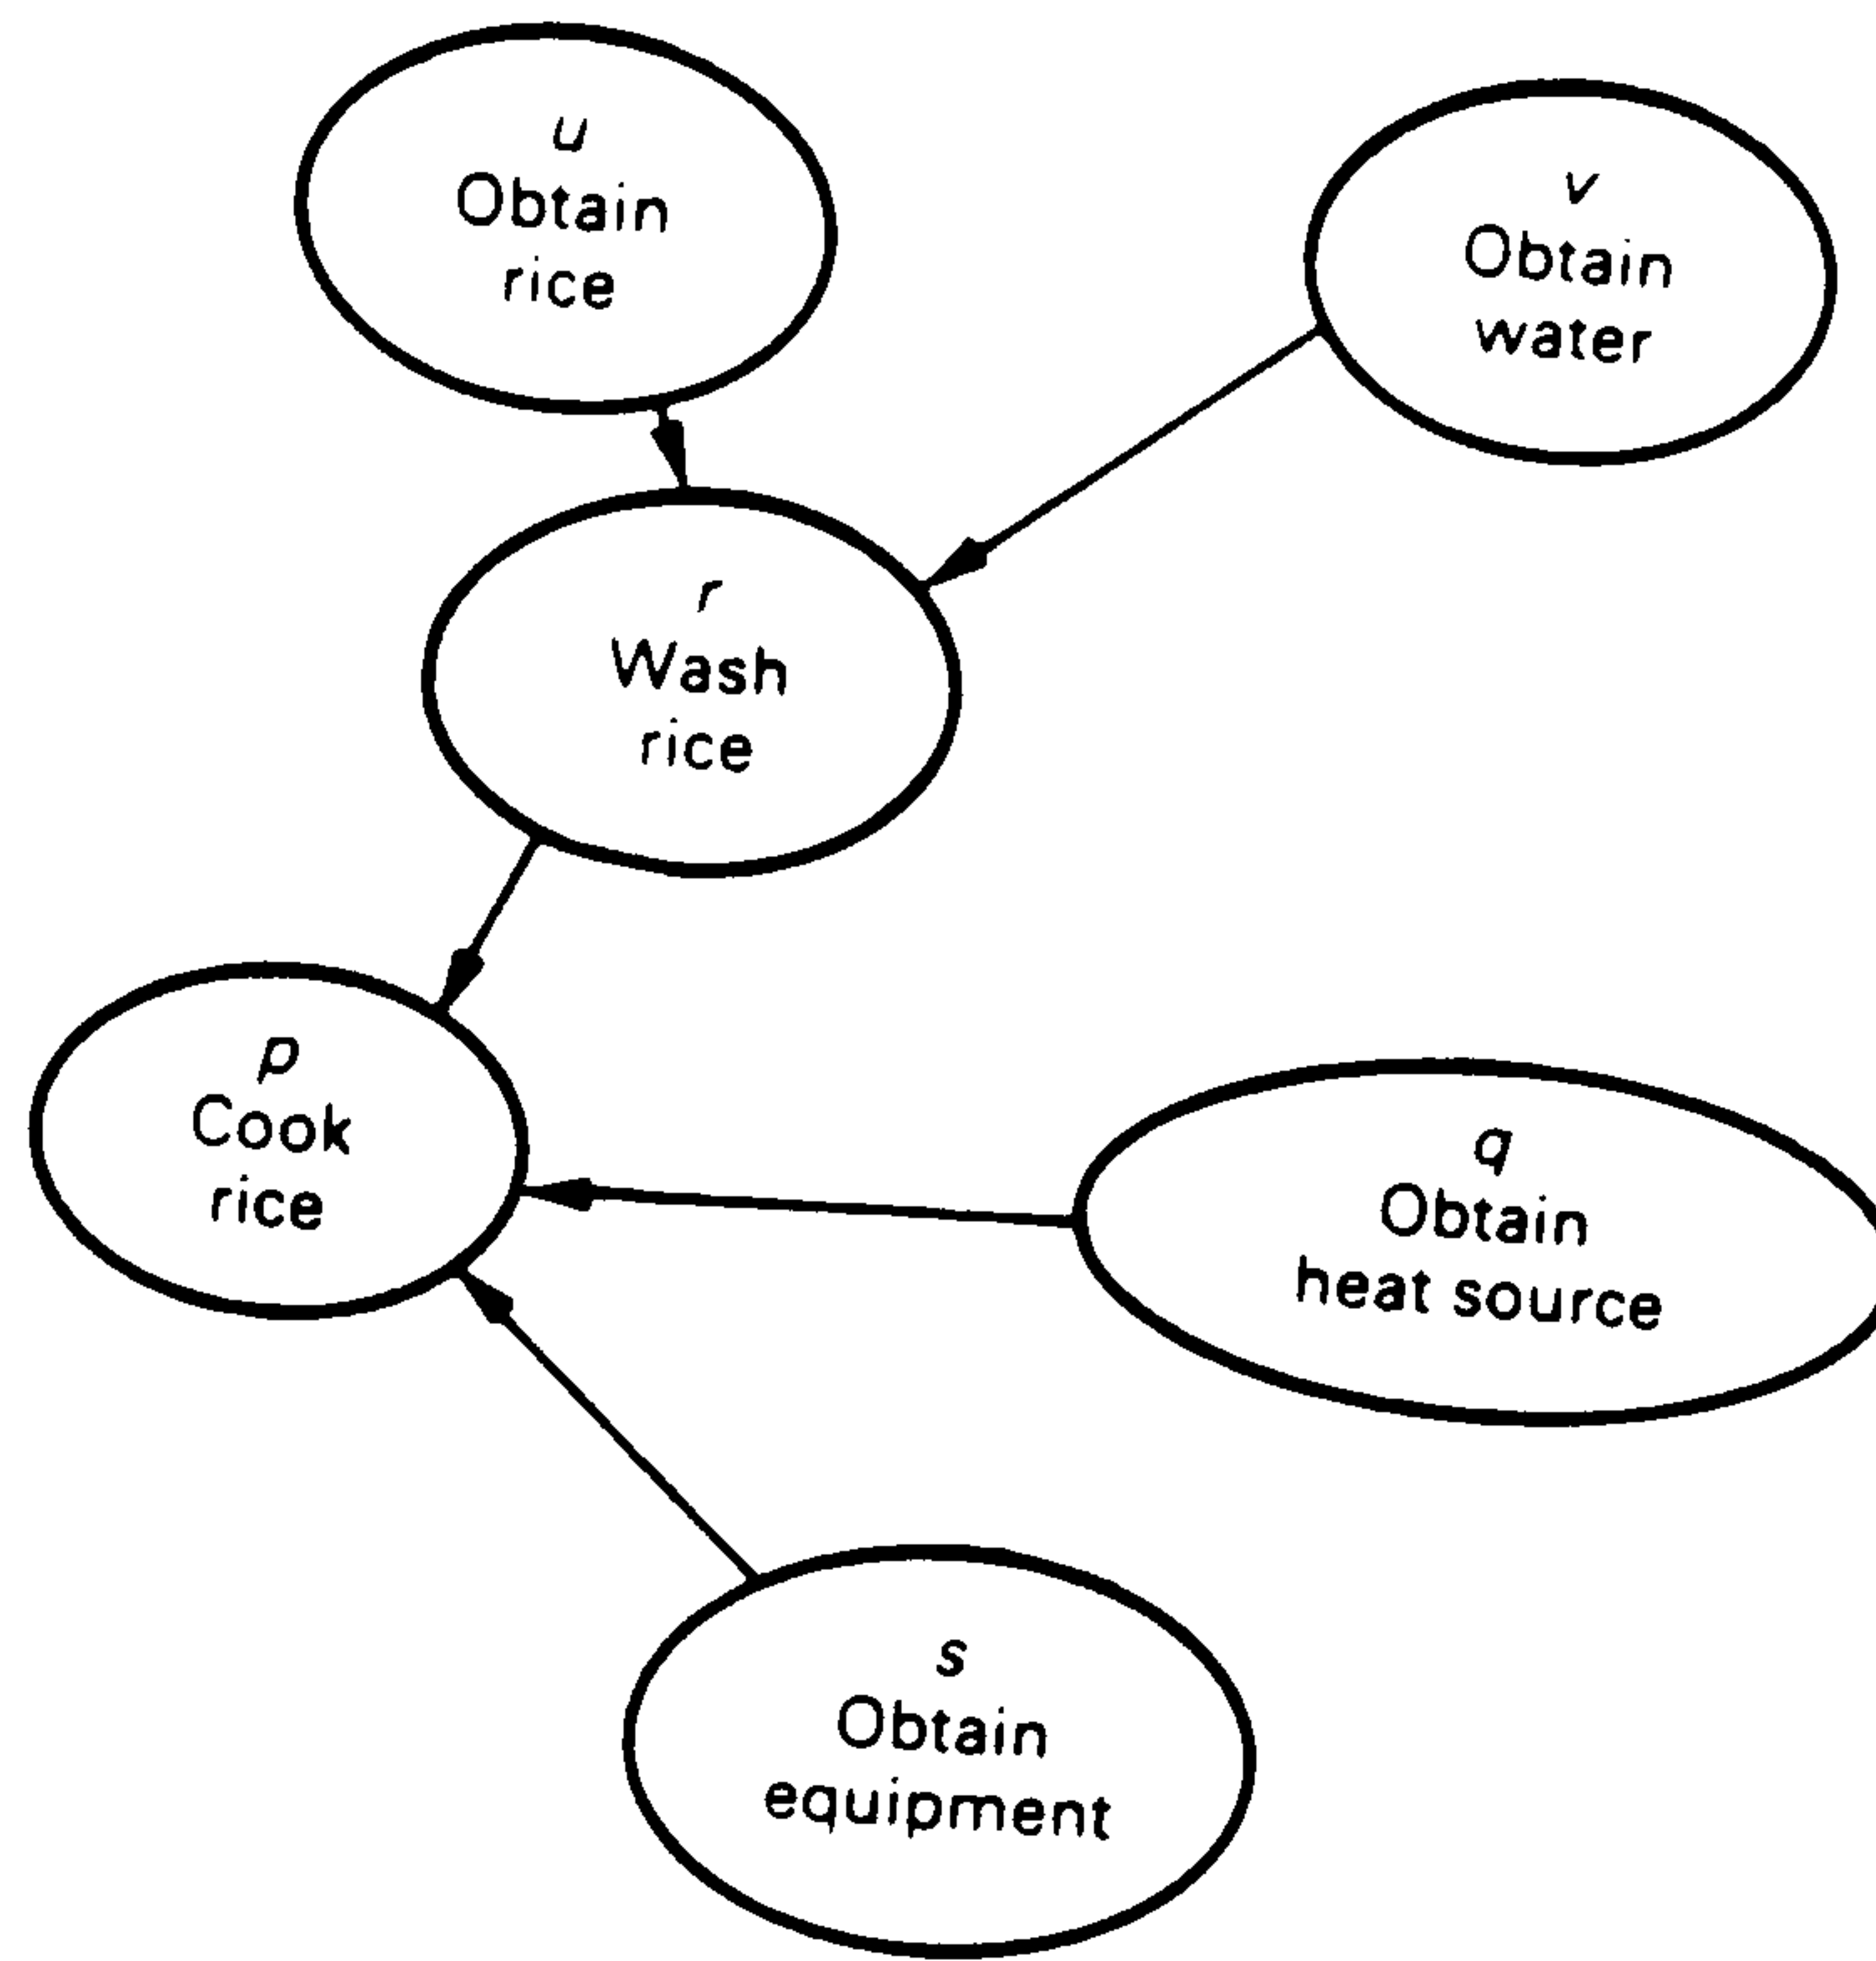 u
Obtain
rice
v
Obtain
water
r
Wash
rice
p
Cook
rice
q
Obtain
heat source
s
Obtain
equipment